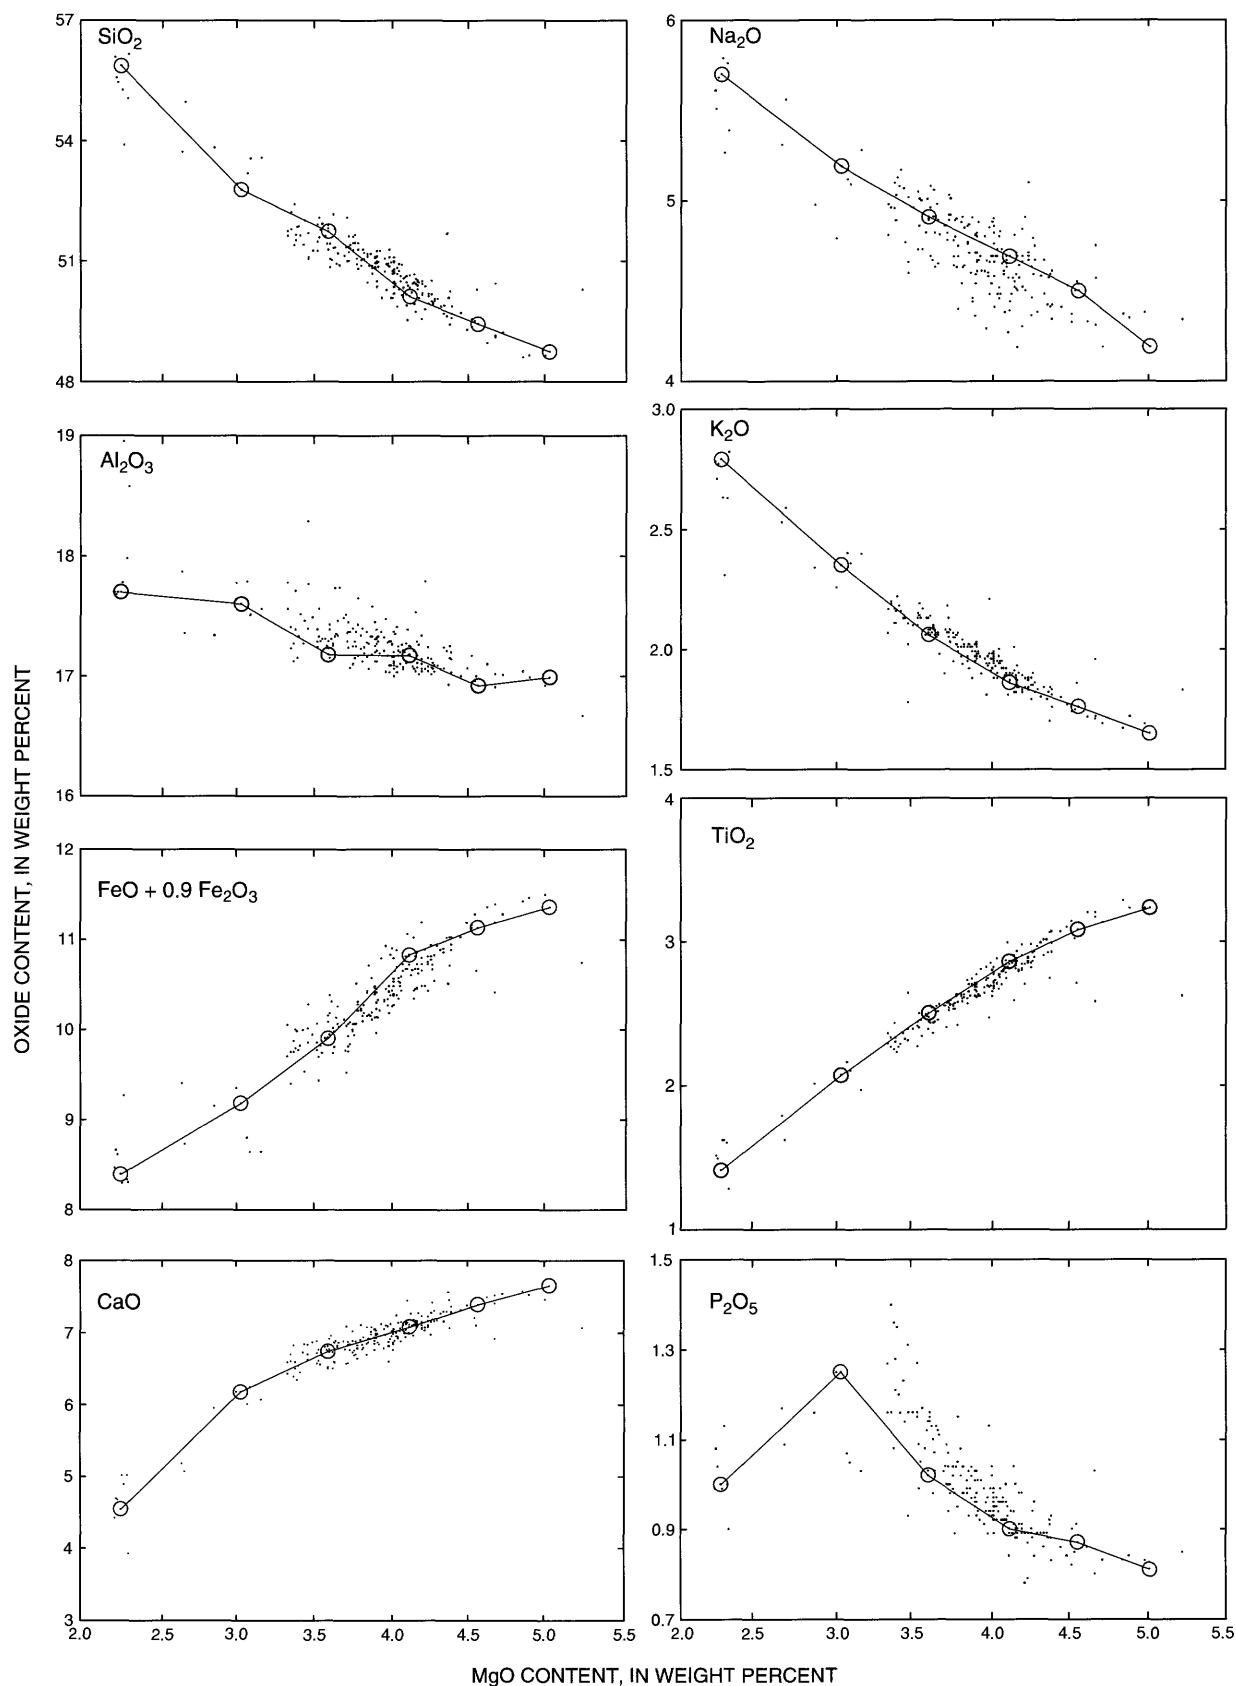 OXIDE CONTENT, IN WEIGHT PERCENT
57
54
51
48
SiO₂
6
5
4
Na₂O
19
18
17
16
Al₂O₃
3.0
2.5
2.0
1.5
K₂O
12
11
10
9
8
FeO + 0.9 Fe₂O₃
4
3
2
1
TiO₂
8
7
6
5
4
3
CaO
2.0 2.5 3.0 3.5 4.0 4.5 5.0 5.5
1.5
1.3
1.1
0.9
0.7
P₂O₅
2.0 2.5 3.0 3.5 4.0 4.5 5.0 5.5
MgO CONTENT, IN WEIGHT PERCENT